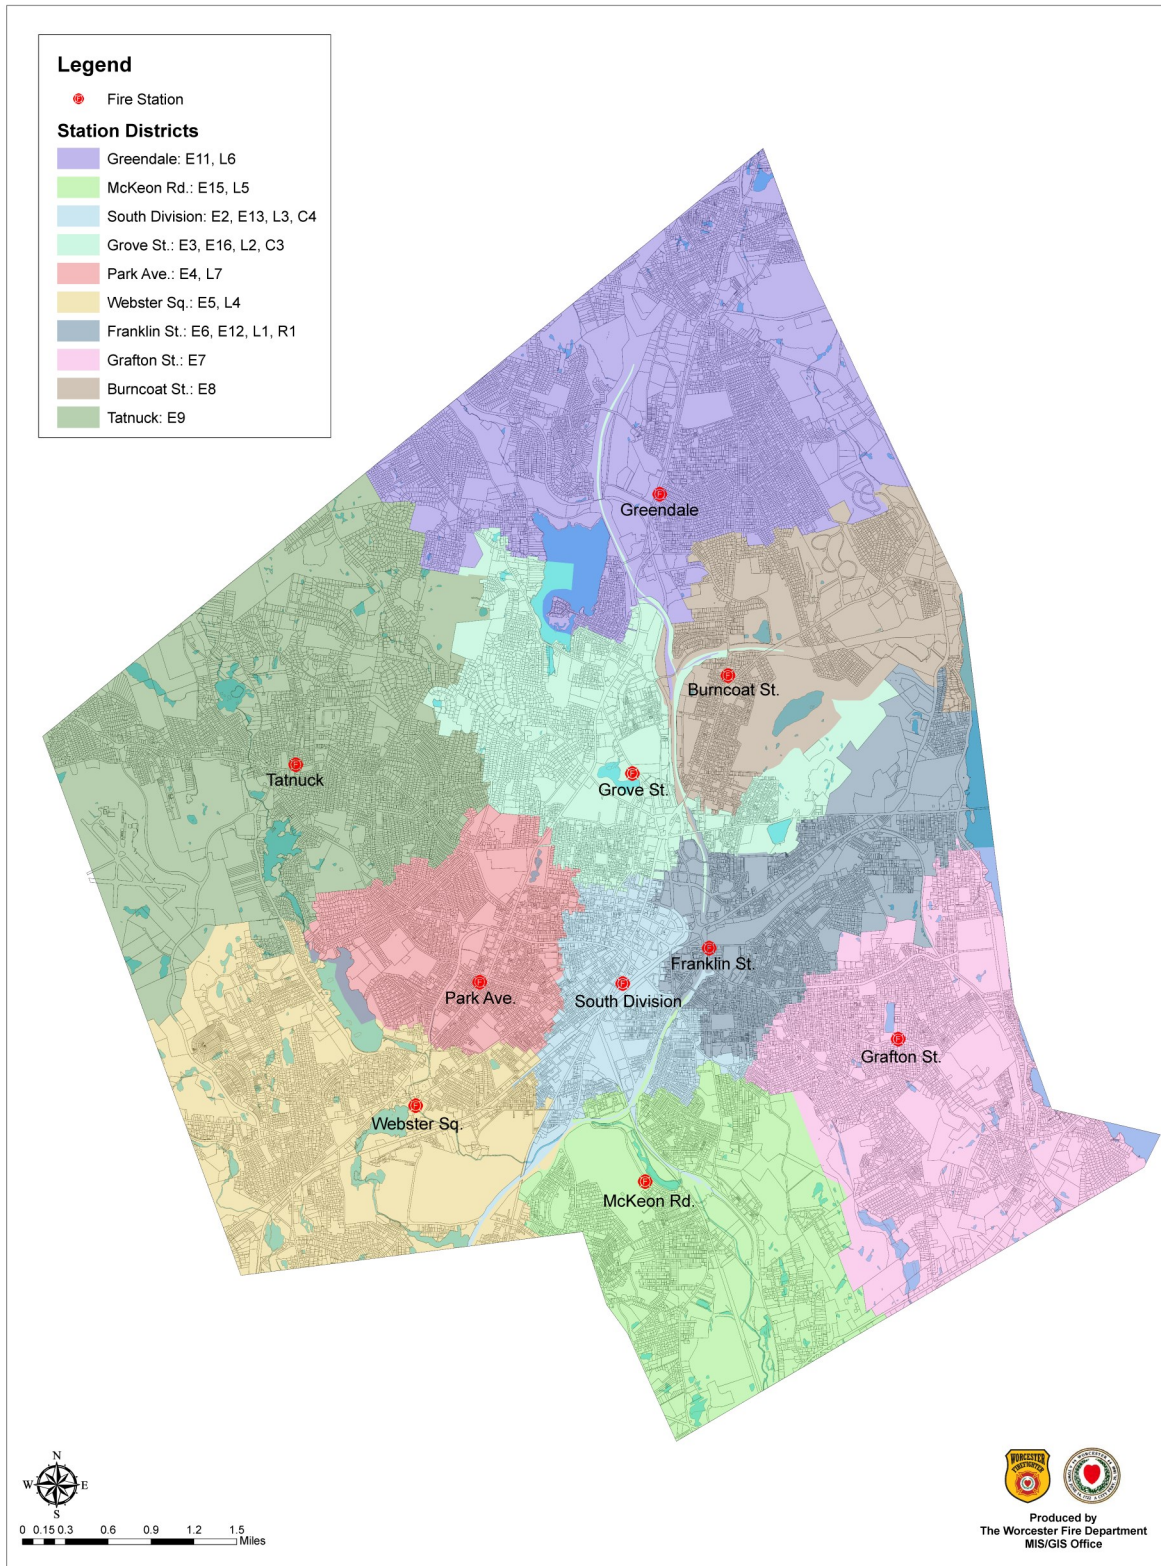 Legend
Fire Station
Station Districts
Greendale: E11, L6
McKeon Rd.: E15, L5
South Division: E2, E13, L3, C4
Grove St.: E3, E16, L2, C3
Park Ave.: E4, L7
Webster Sq.: E5, L4
Franklin St.: E6, E12, L1, R1
Grafton St.: E7
Burncoat St.: E8
Tatnuck: E9
Greendale
Burncoat St.
Tatnuck
Grove St.
Franklin St.
Park Ave.
South Division
Grafton St.
Webster Sq.
McKeon Rd.
N
W E
S
0 0.15 0.3 0.6 0.9 1.2 1.5
Miles
WORCESTER
FIREFIGHTER
Produced by
The Worcester Fire Department
MIS/GIS Office